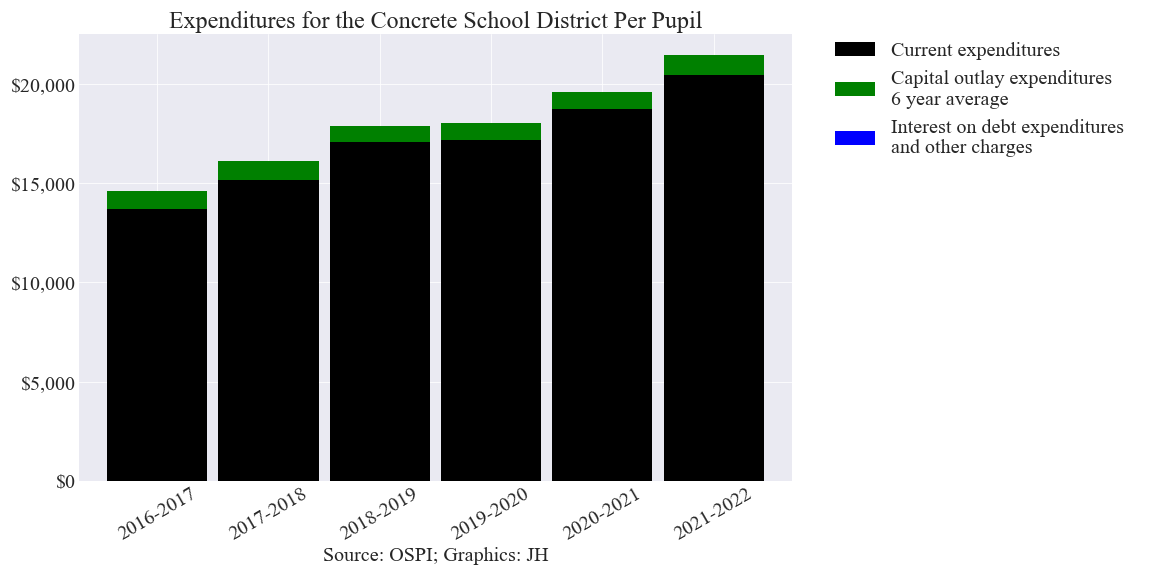 Expenditures for the Concrete School District Per Pupil
Current expenditures
Capital outlay expenditures
6 year average
Interest on debt expenditures
and other charges
$20,000
$15,000
$10,000
$5,000
$0
2016-2017
2017-2018
2018-2019
2019-2020
2020-2021
2021-2022
Source: OSPI; Graphics: JH